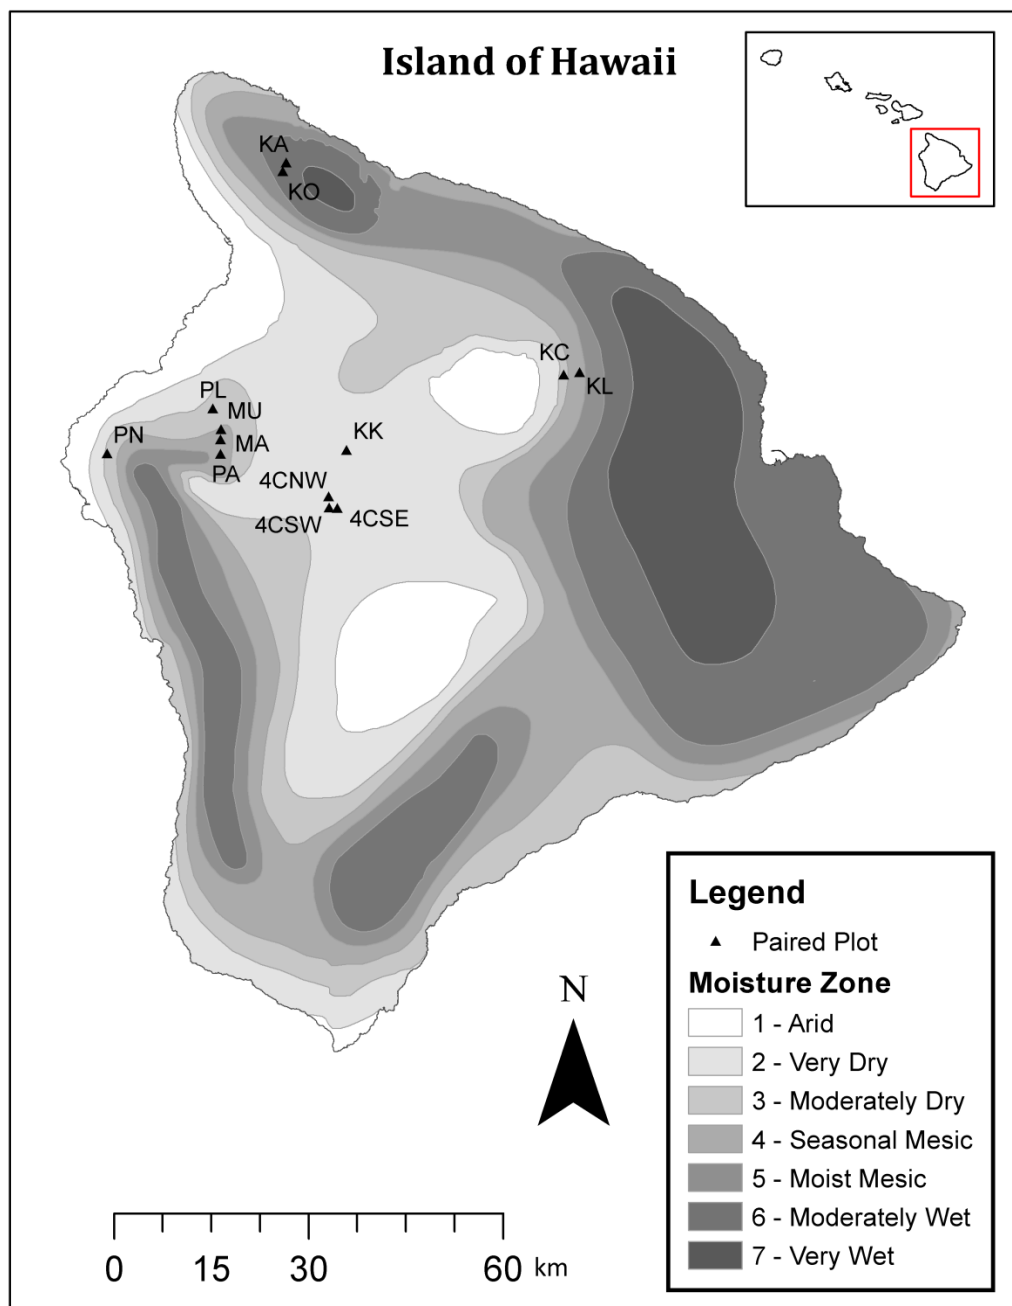 Island of Hawaii
KA
KO
KC
KL
PL
MU
PN
MA
KK
PA
4CNW
4CSW
4CSE
Legend
Paired Plot
Moisture Zone
1 - Arid
2 - Very Dry
3 - Moderately Dry
4 - Seasonal Mesic
5 - Moist Mesic
6 - Moderately Wet
7 - Very Wet
N
0 15 30 60 km